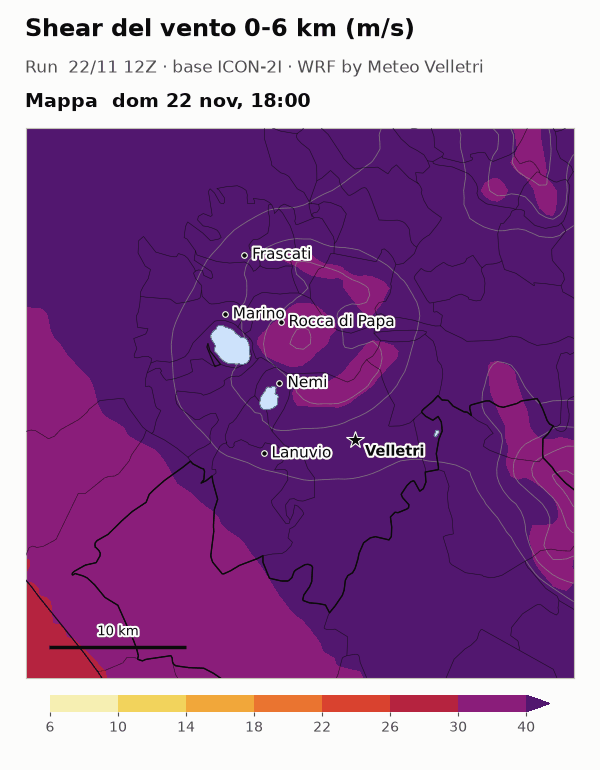 Shear del vento 0-6 km (m/s)
Run  22/11 12Z · base ICON-2I · WRF by Meteo Velletri
Mappa  dom 22 nov, 18:00
Frascati
Marino
Rocca di Papa
Nemi
Velletri
Lanuvio
10 km
6 10 14 18 22 26 30 40